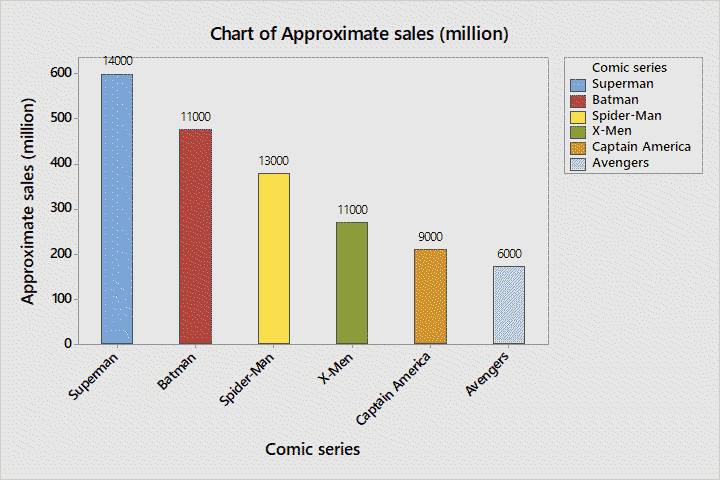 Chart of Approximate sales (million)
Approximate sales (million)
600
500
400
300
200
100
0
14000
11000
13000
11000
9000
6000
Superman
Batman
Spider-Man
X-Men
Captain America
Avengers
Comic series
Comic series
Superman
Batman
Spider-Man
X-Men
Captain America
Avengers